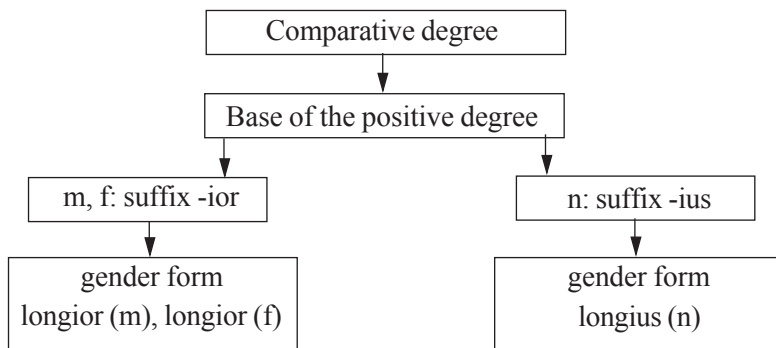 Comparative degree
Base of the positive degree
m, f: suffix -ior
n: suffix -ius
gender form
longior (m), longior (f)
gender form
longius (n)